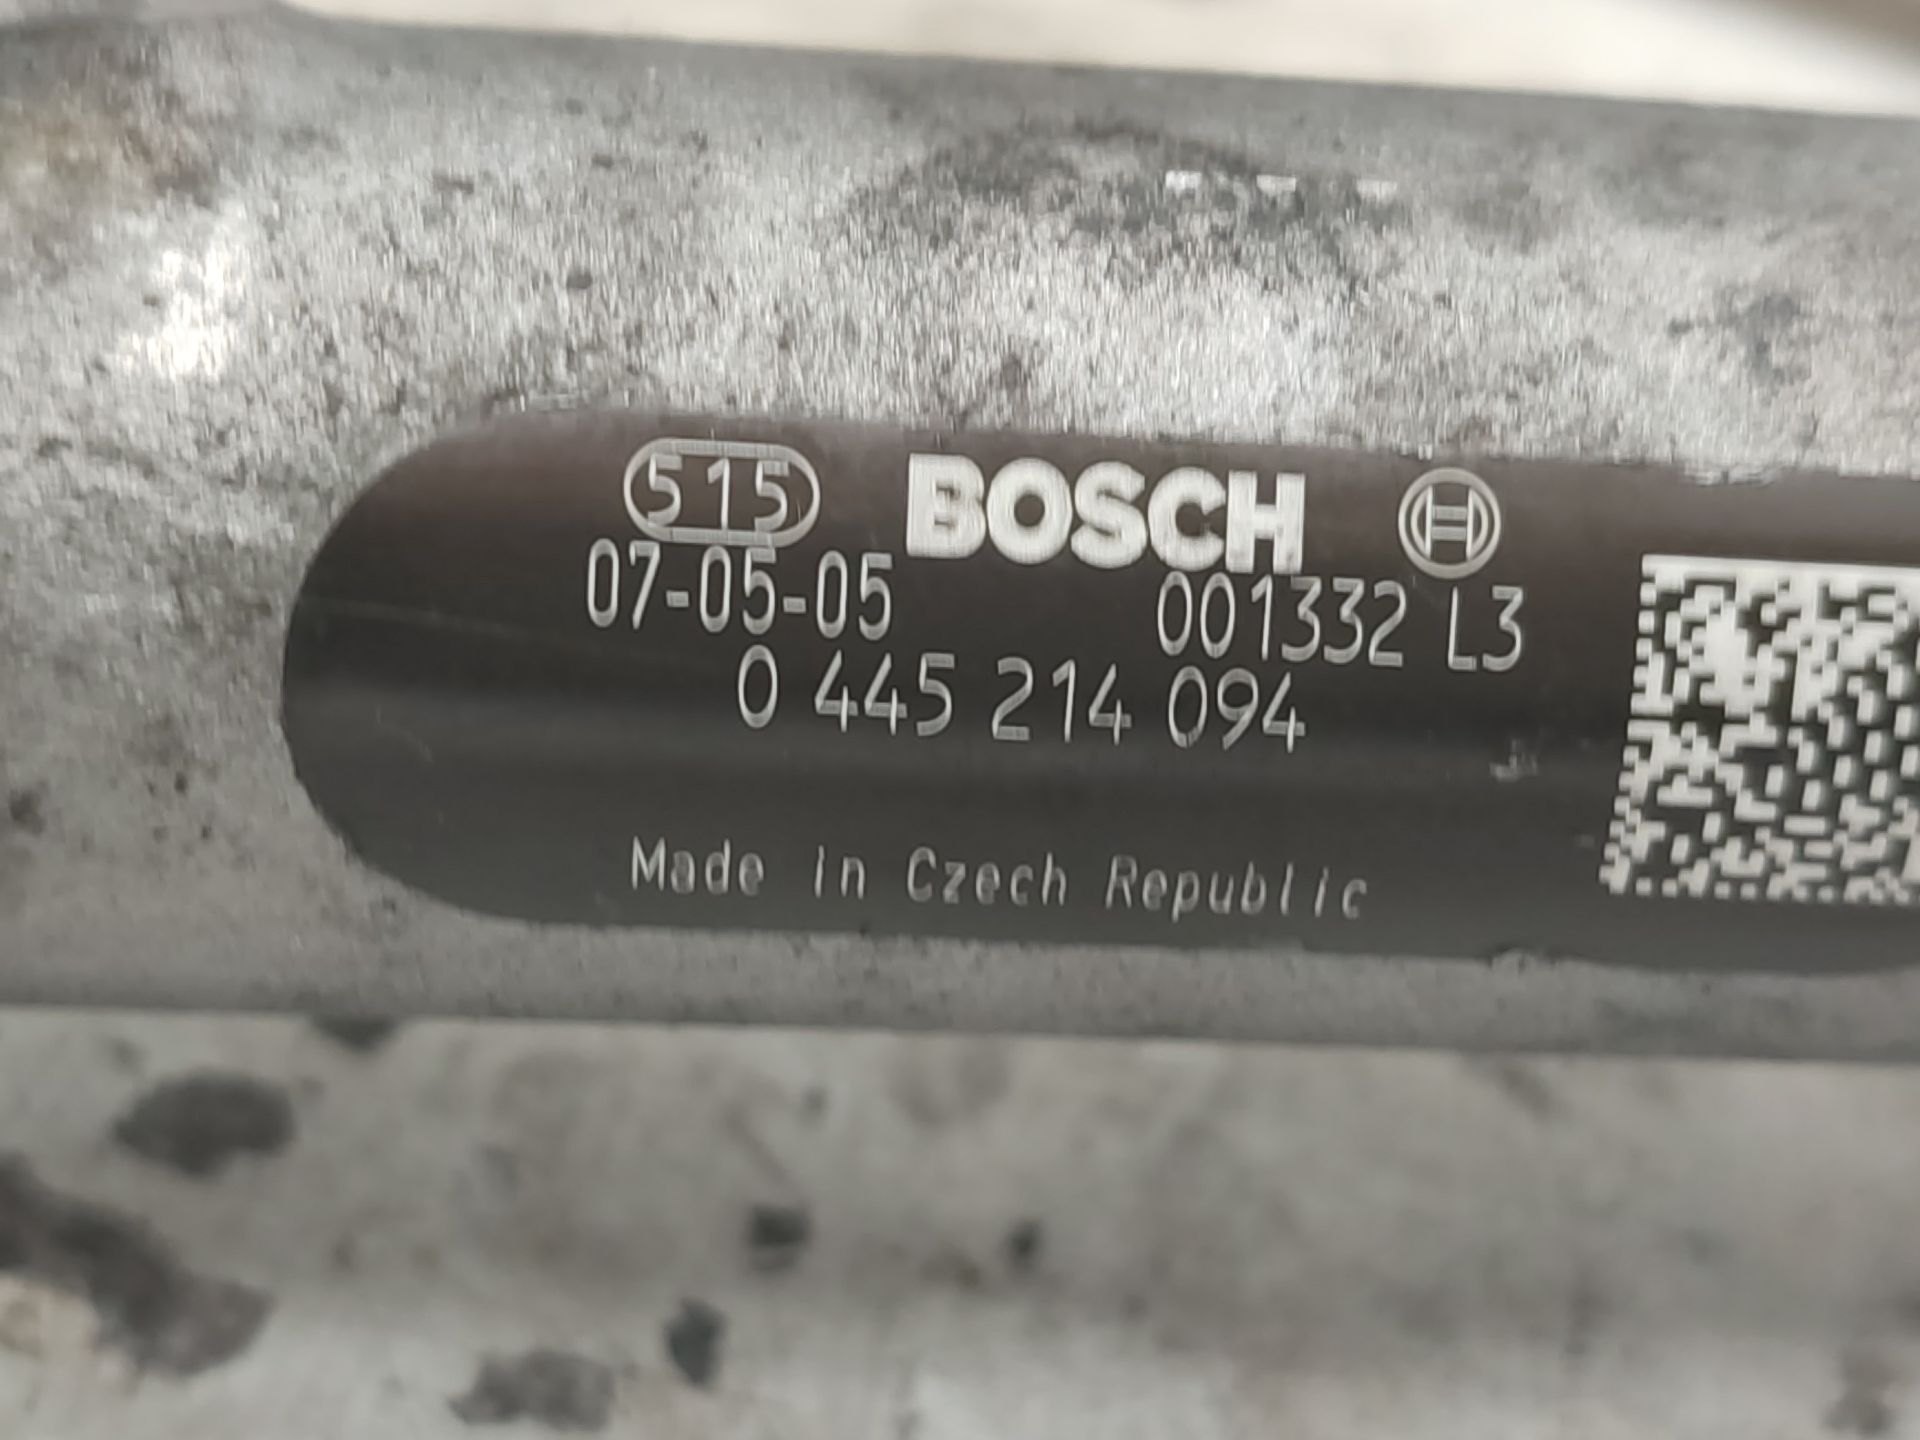 515 BOSCH
07-05-05 001332 L3
0 445 214 094
Made in Czech Republic